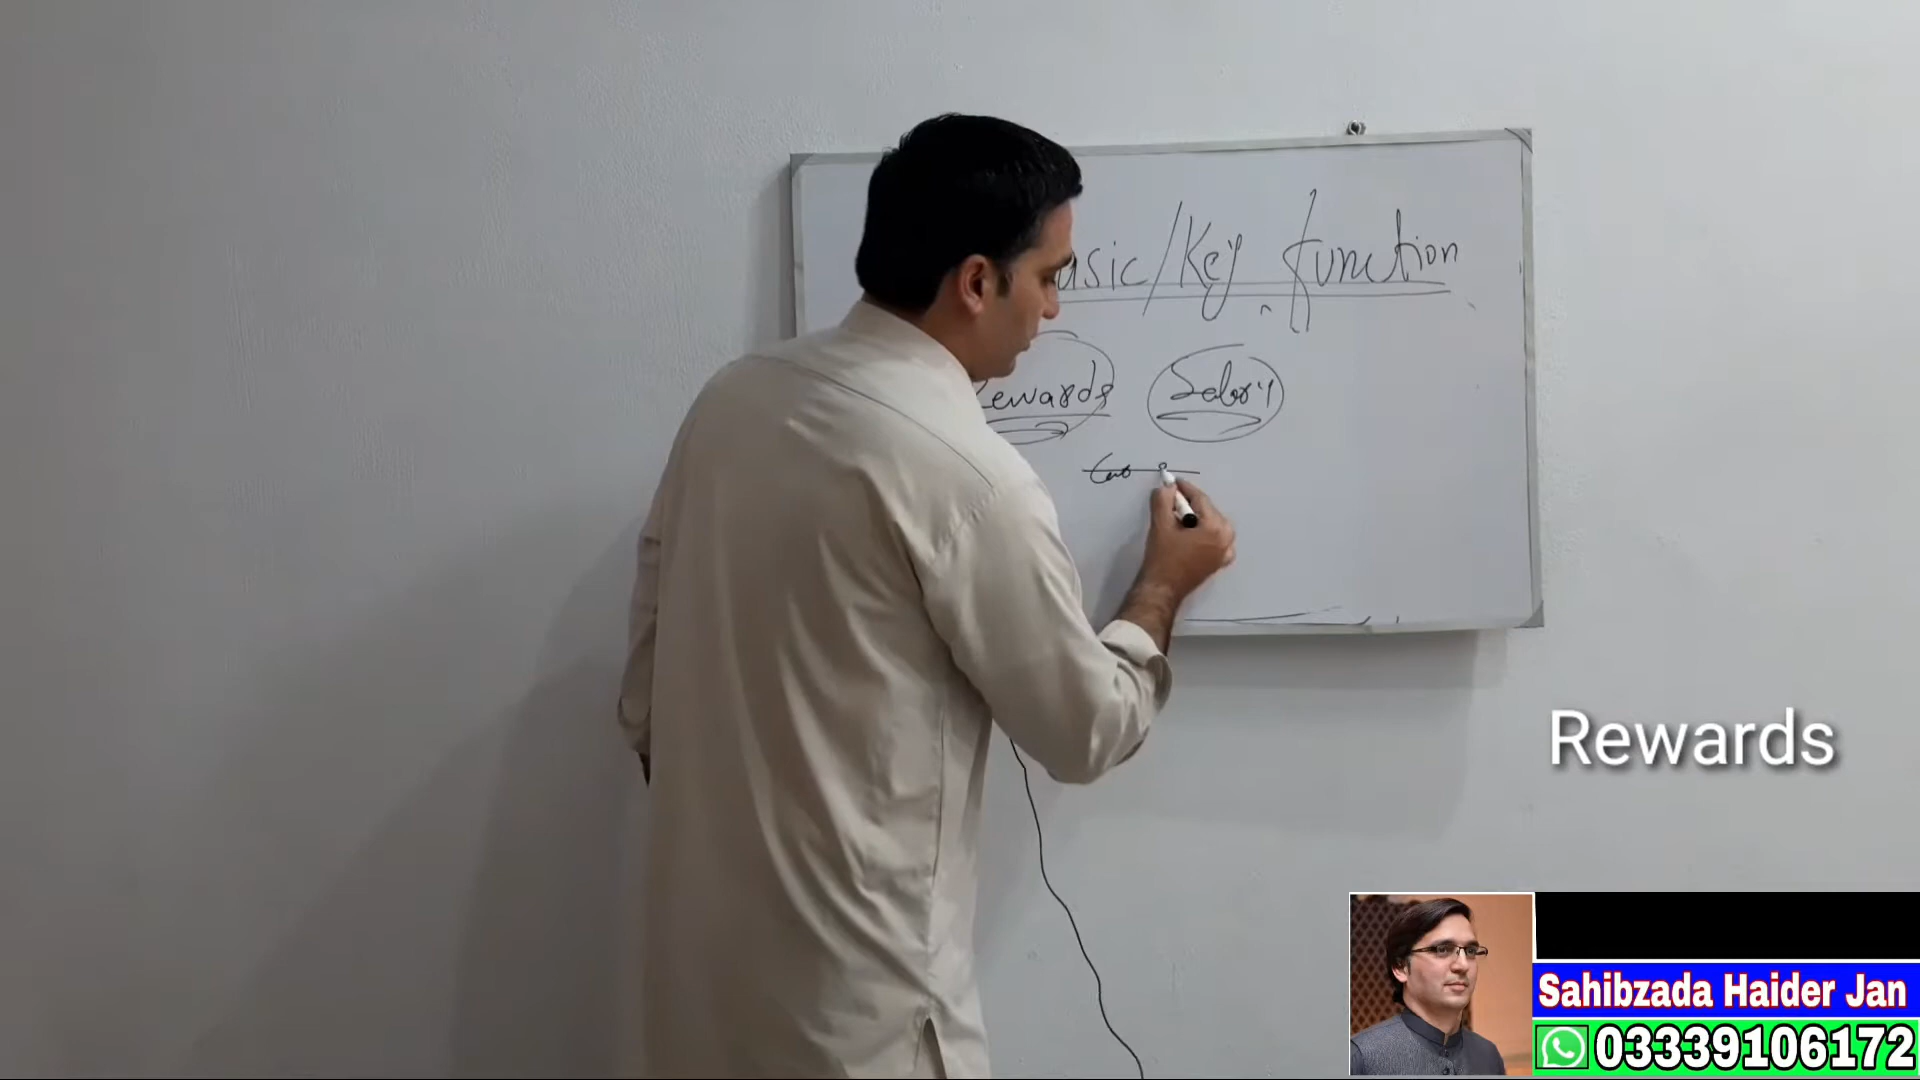 asic/Key function
ewards Salary
Rewards
Sahibzada Haider Jan
03339106172